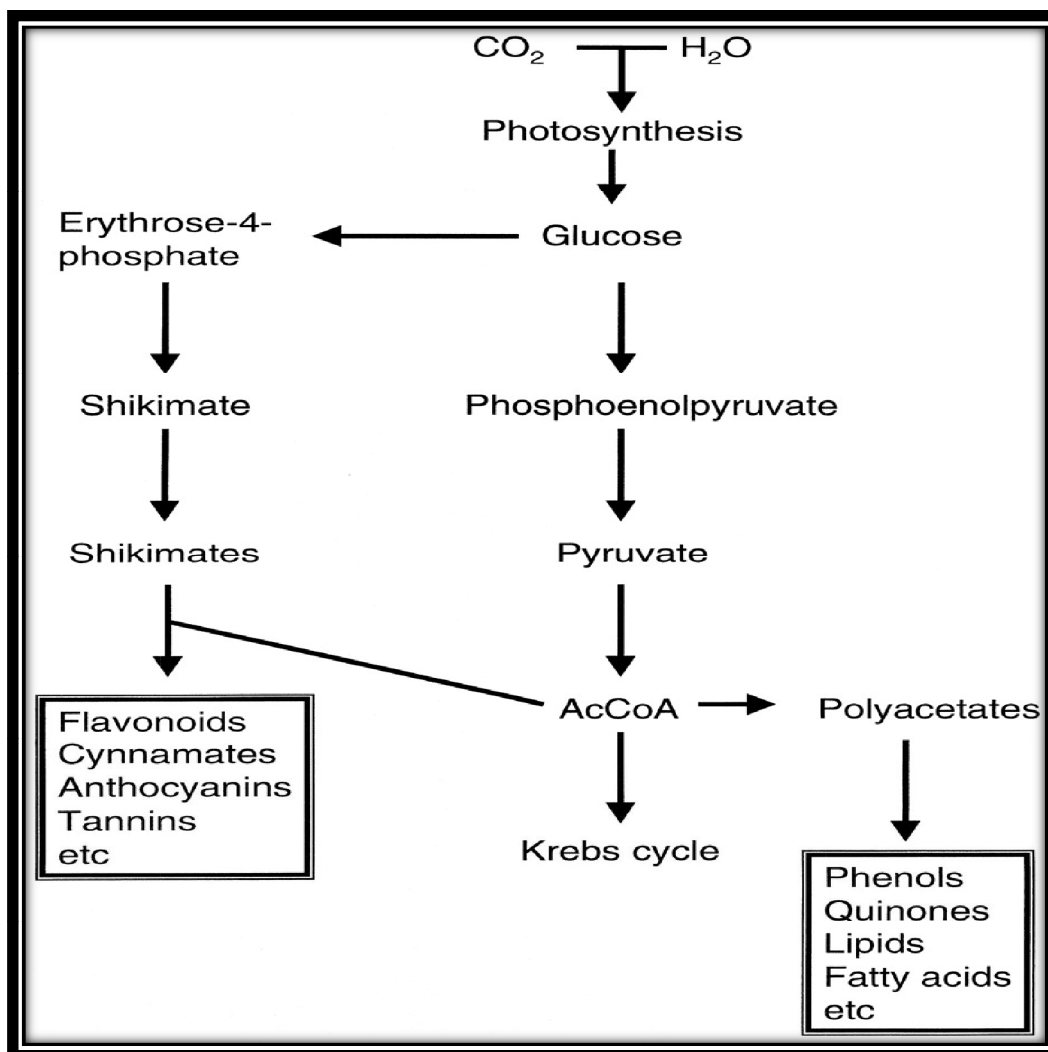 CO₂ H₂O
Photosynthesis
Erythrose-4-
phosphate
Glucose
Shikimate
Phosphoenolpyruvate
Shikimates
Pyruvate
AcCoA
Polyacetates
Flavonoids
Cynnamates
Anthocyanins
Tannins
etc
Krebs cycle
Phenols
Quinones
Lipids
Fatty acids
etc